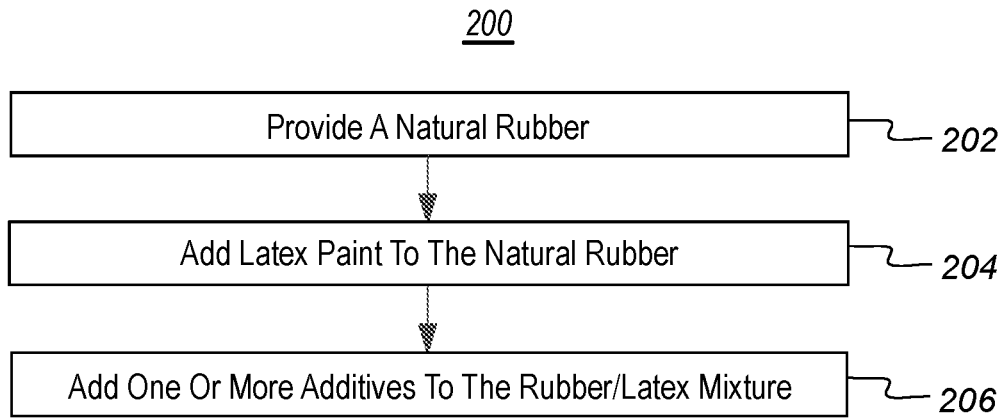 200
Provide A Natural Rubber
202
Add Latex Paint To The Natural Rubber
204
Add One Or More Additives To The Rubber/Latex Mixture
206